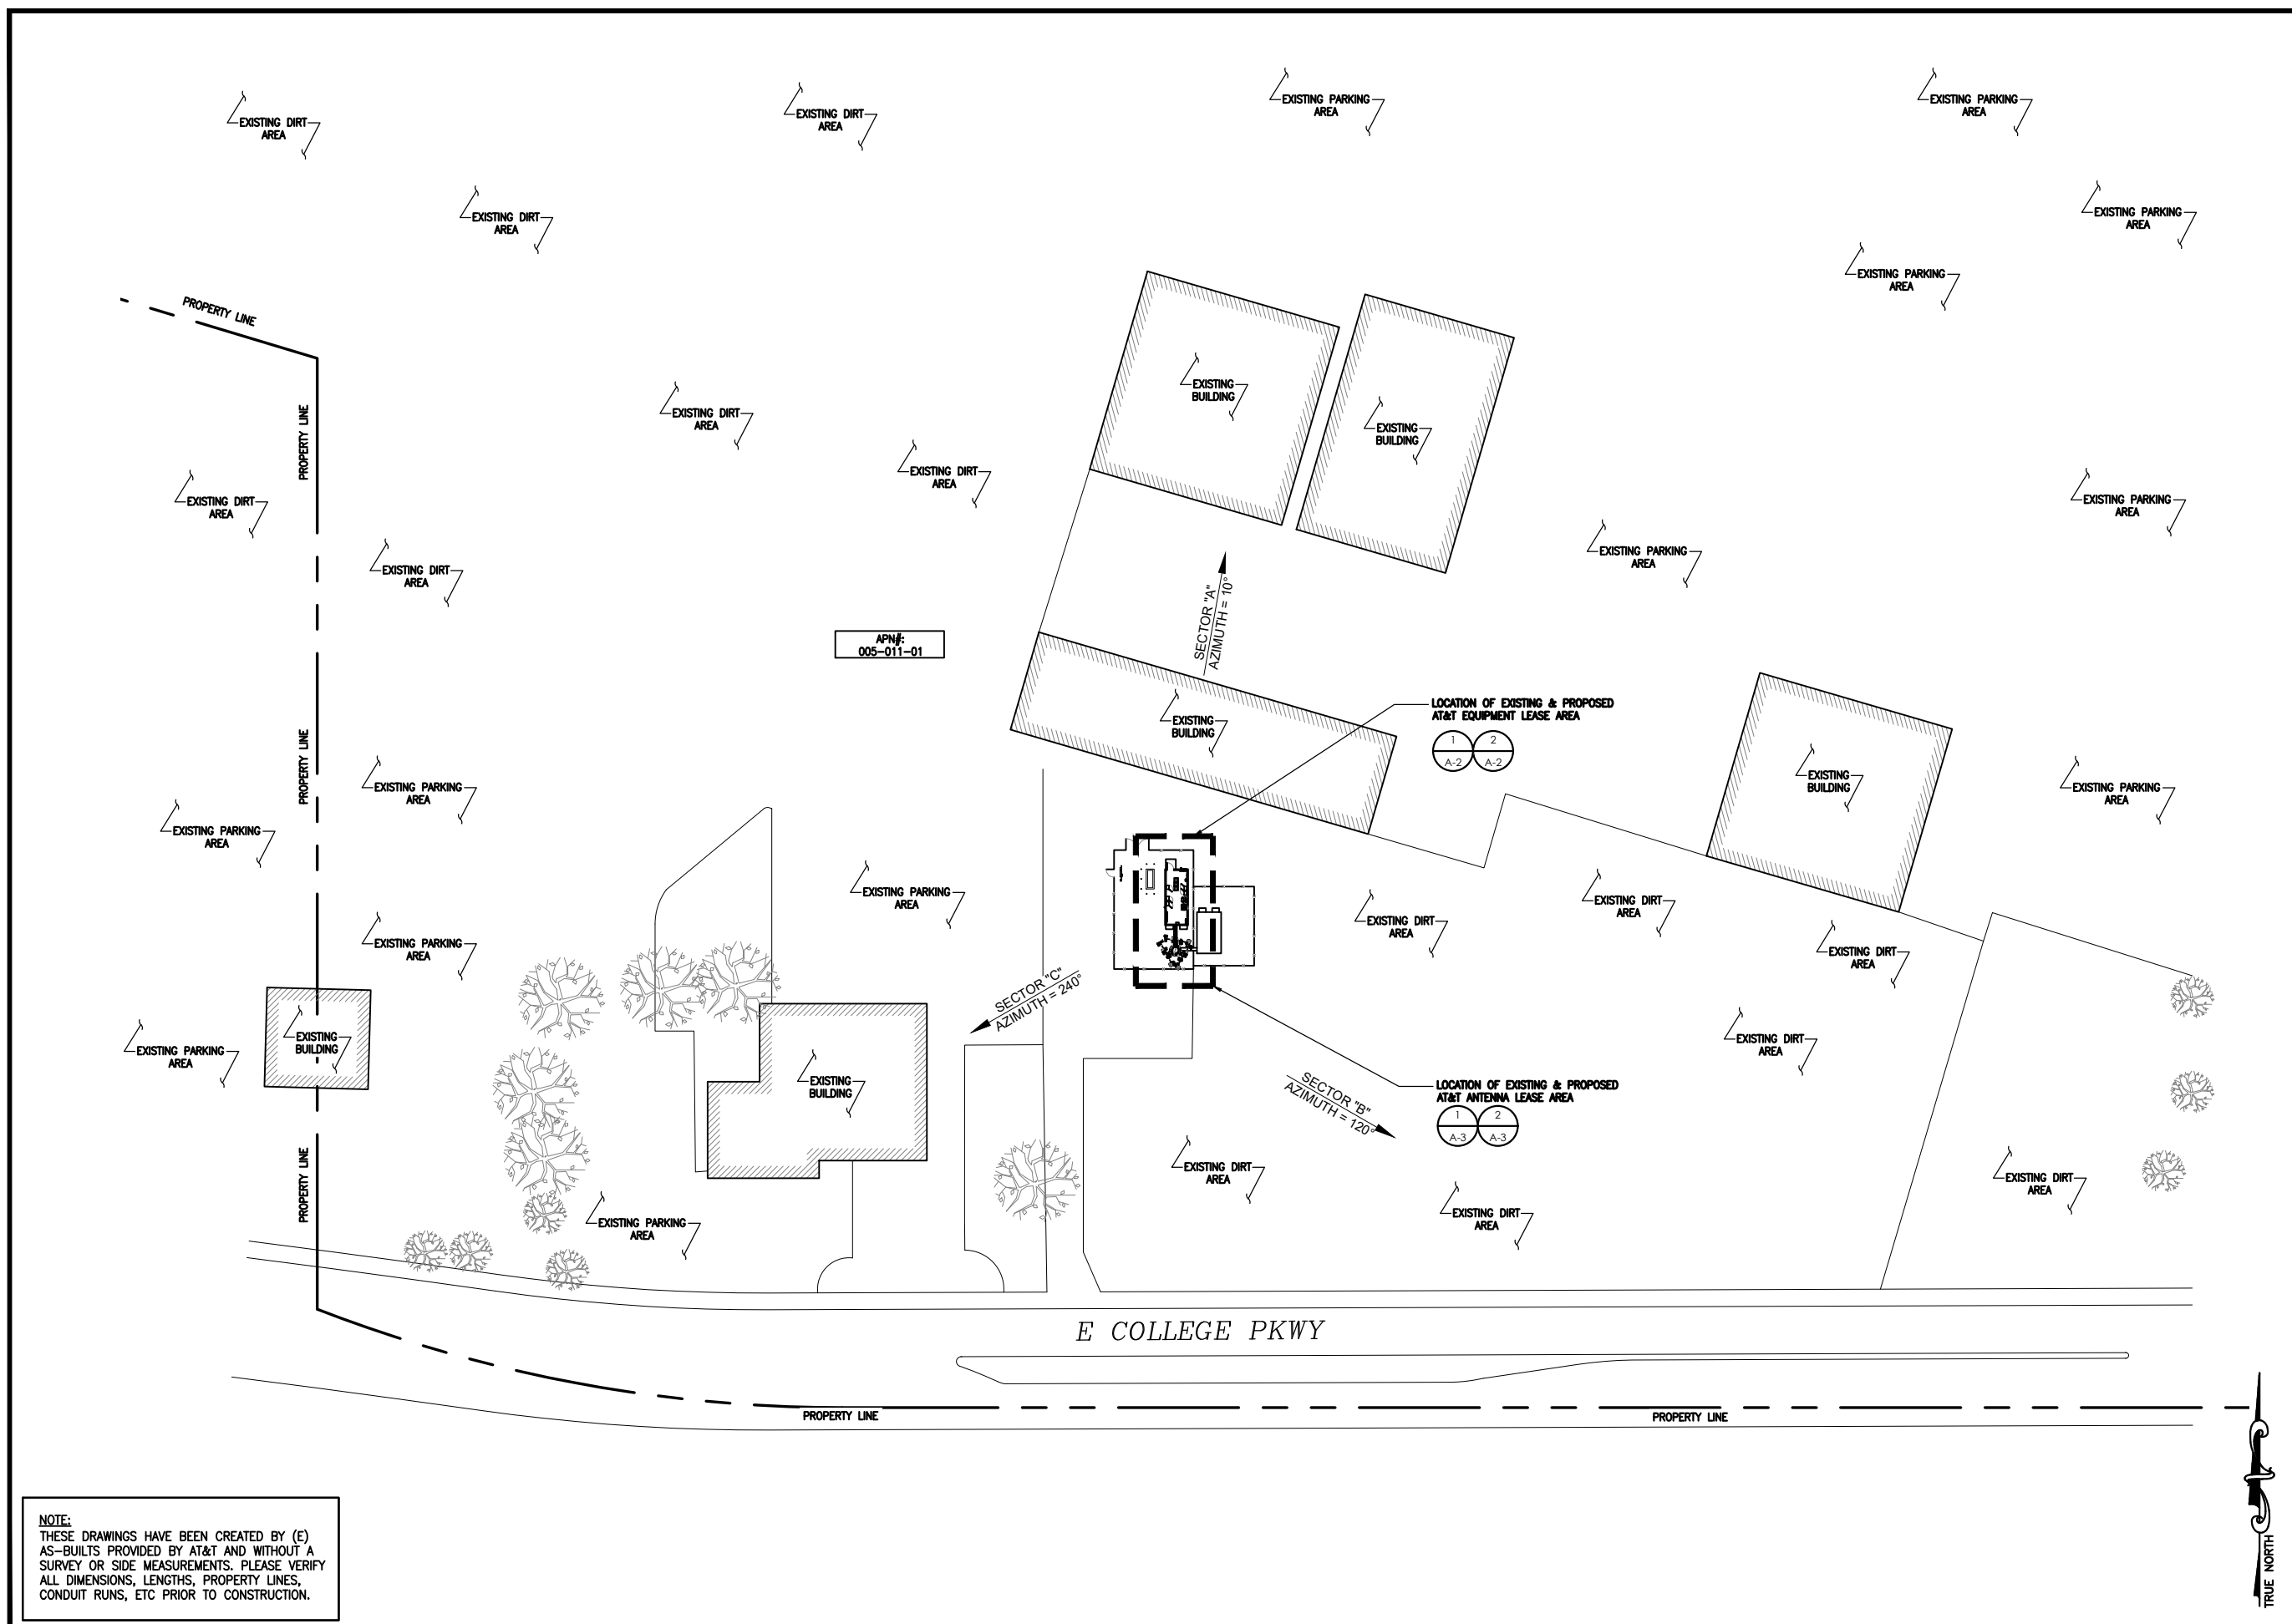 EXISTING DIRT
AREA
EXISTING DIRT
AREA
EXISTING PARKING
AREA
EXISTING PARKING
AREA
EXISTING DIRT
AREA
EXISTING PARKING
AREA
EXISTING PARKING
AREA
PROPERTY LINE
EXISTING
BUILDING
EXISTING
BUILDING
EXISTING DIRT
AREA
PROPERTY LINE
EXISTING DIRT
AREA
EXISTING DIRT
AREA
EXISTING PARKING
AREA
EXISTING PARKING
AREA
EXISTING DIRT
AREA
SECTOR "A"
AZIMUTH = 10°
APN#:
005-011-01
EXISTING
BUILDING
LOCATION OF EXISTING & PROPOSED
AT&T EQUIPMENT LEASE AREA
1
A-2
2
A-2
PROPERTY LINE
EXISTING PARKING
AREA
EXISTING
BUILDING
EXISTING PARKING
AREA
EXISTING PARKING
AREA
EXISTING PARKING
AREA
EXISTING DIRT
AREA
EXISTING DIRT
AREA
EXISTING PARKING
AREA
EXISTING DIRT
AREA
SECTOR "C"
AZIMUTH = 240°
EXISTING PARKING
AREA
EXISTING
BUILDING
EXISTING DIRT
AREA
EXISTING
BUILDING
SECTOR "B"
AZIMUTH = 120°
LOCATION OF EXISTING & PROPOSED
AT&T ANTENNA LEASE AREA
1
A-3
2
A-3
PROPERTY LINE
EXISTING DIRT
AREA
EXISTING DIRT
AREA
EXISTING PARKING
AREA
EXISTING DIRT
AREA
E COLLEGE PKWY
PROPERTY LINE
PROPERTY LINE
NOTE:
THESE DRAWINGS HAVE BEEN CREATED BY (E)
AS-BUILTS PROVIDED BY AT&T AND WITHOUT A
SURVEY OR SIDE MEASUREMENTS. PLEASE VERIFY
ALL DIMENSIONS, LENGTHS, PROPERTY LINES,
CONDUIT RUNS, ETC PRIOR TO CONSTRUCTION.
TRUE NORTH